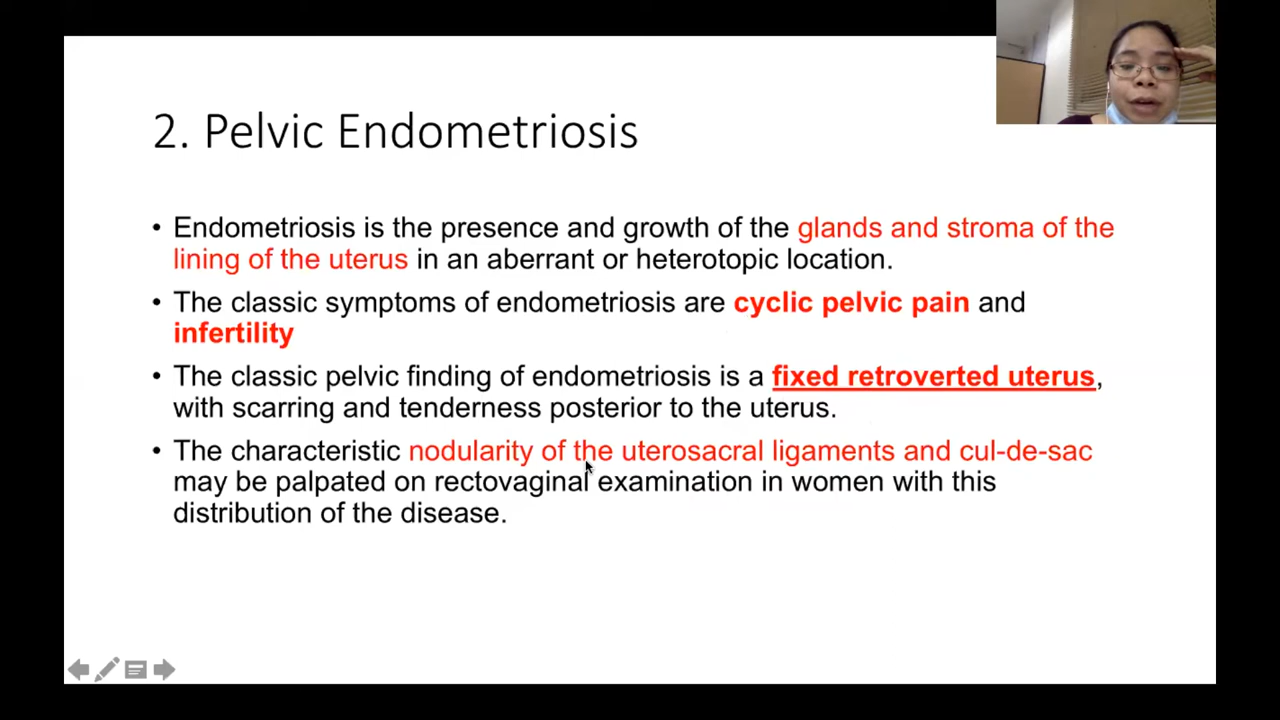 2. Pelvic Endometriosis
• Endometriosis is the presence and growth of the glands and stroma of the
lining of the uterus in an aberrant or heterotopic location.
• The classic symptoms of endometriosis are cyclic pelvic pain and
infertility
• The classic pelvic finding of endometriosis is a fixed retroverted uterus,
with scarring and tenderness posterior to the uterus.
• The characteristic nodularity of the uterosacral ligaments and cul-de-sac
may be palpated on rectovaginal examination in women with this
distribution of the disease.